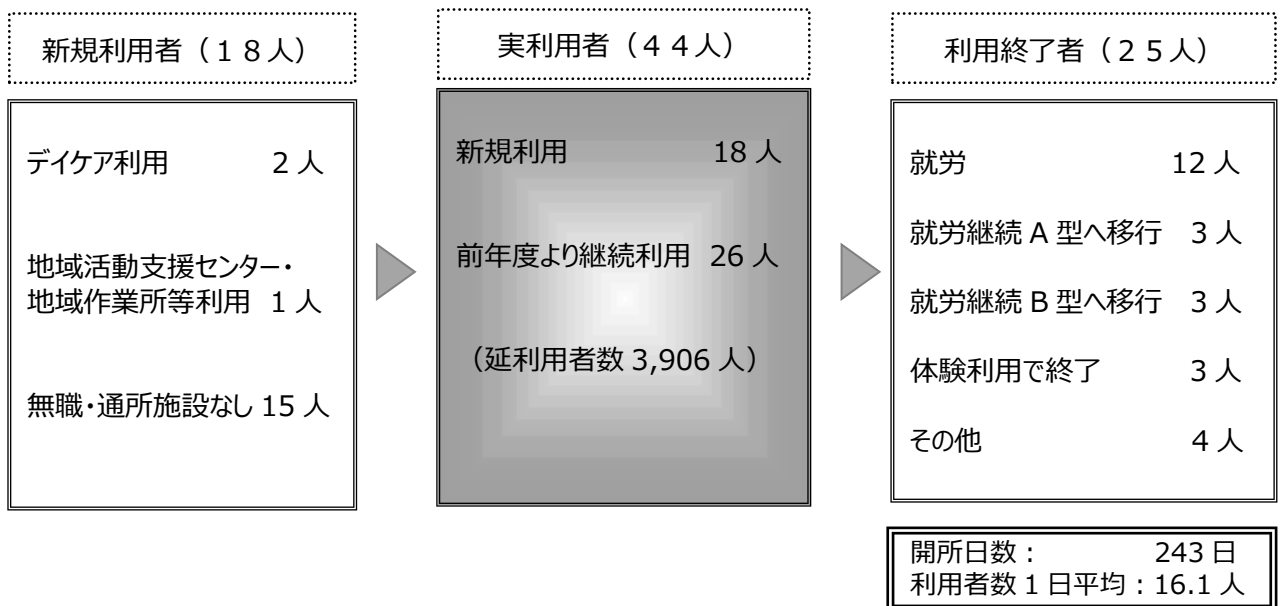 新規利用者（１８人）
デイケア利用 2 人
地域活動支援センター・
地域作業所等利用 1 人
無職・通所施設なし 15 人
実利用者（４４人）
新規利用 18 人
前年度より継続利用 26 人
（延利用者数 3,906 人）
利用終了者（２５人）
就労 12 人
就労継続 A 型へ移行 3 人
就労継続 B 型へ移行 3 人
体験利用で終了 3 人
その他 4 人
開所日数： 243 日
利用者数 1 日平均：16.1 人